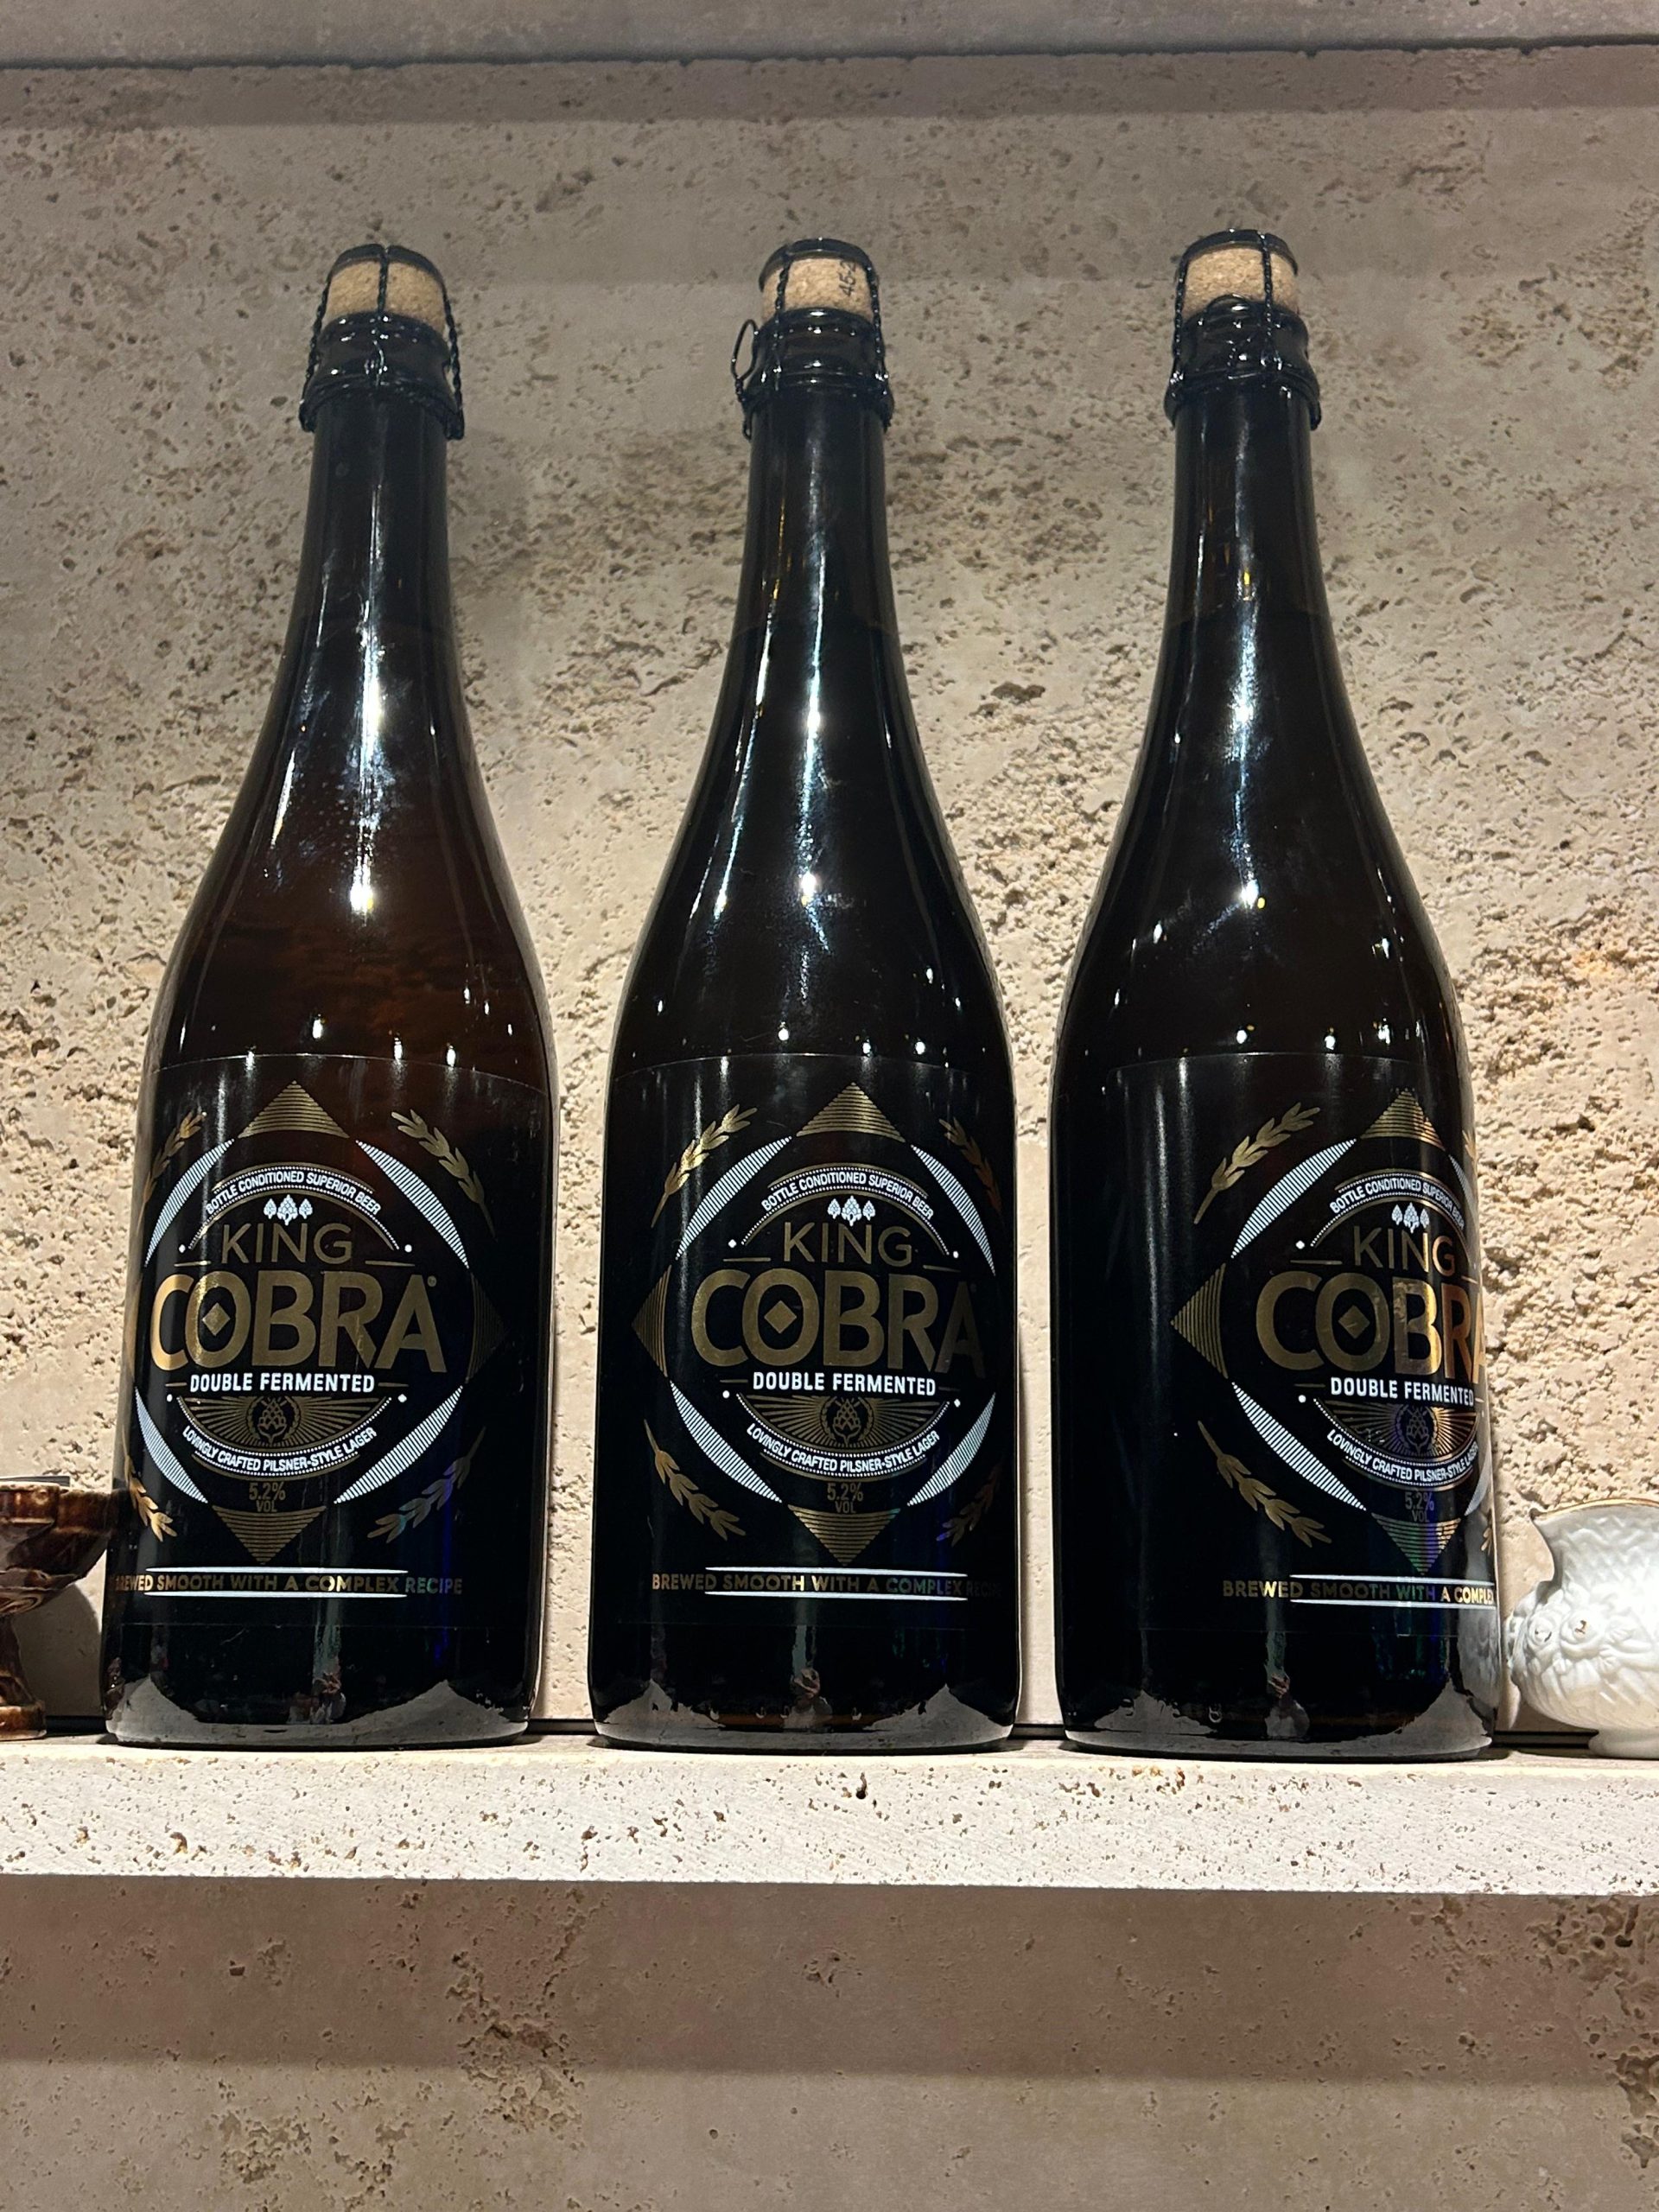 BOTTLE CONDITIONED SUPERIOR BEER
KING
COBRA®
DOUBLE FERMENTED
LOVINGLY CRAFTED PILSNER-STYLE LAGER
5.2%
VOL
BREWED SMOOTH WITH A COMPLEX RECIPE
BOTTLE CONDITIONED SUPERIOR BEER
KING
COBRA
DOUBLE FERMENTED
LOVINGLY CRAFTED PILSNER-STYLE LAGER
5.2%
VOL
BREWED SMOOTH WITH A COMPLEX RECIPE
BOTTLE CONDITIONED SUPERIOR BEER
KING
COBRA
DOUBLE FERMENTED
LOVINGLY CRAFTED PILSNER-STYLE LAGER
5.2%
VOL
BREWED SMOOTH WITH A COMPLEX